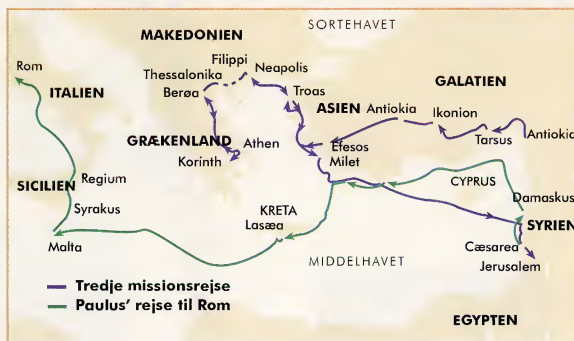 SORTEHAVET
MAKEDONIEN
Filippi
Neapolis
Rom
Thessalonika
GALATIEN
ITALIEN
Berøa
Troas
ASIEN
Antiokia
Ikonion
GRÆKENLAND
Athen
Efesos
Tarsus
Antiokia
Korinth
Milet
SICILIEN
Regium
CYPRUS
Damaskus
Syrakus
KRETA
SYRIEN
Lasæa
Malta
Cæsarea
MIDDELHAVET
Jerusalem
Tredje missionsrejse
Paulus’ rejse til Rom
EGYPTEN